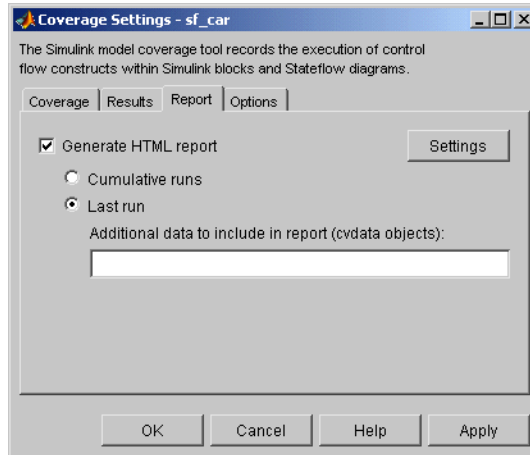 Coverage Settings - sf_car
The Simulink model coverage tool records the execution of control
flow constructs within Simulink blocks and Stateflow diagrams.
Coverage Results Report Options
Generate HTML report Settings
Cumulative runs
Last run
Additional data to include in report (cvdata objects):
OK Cancel Help Apply